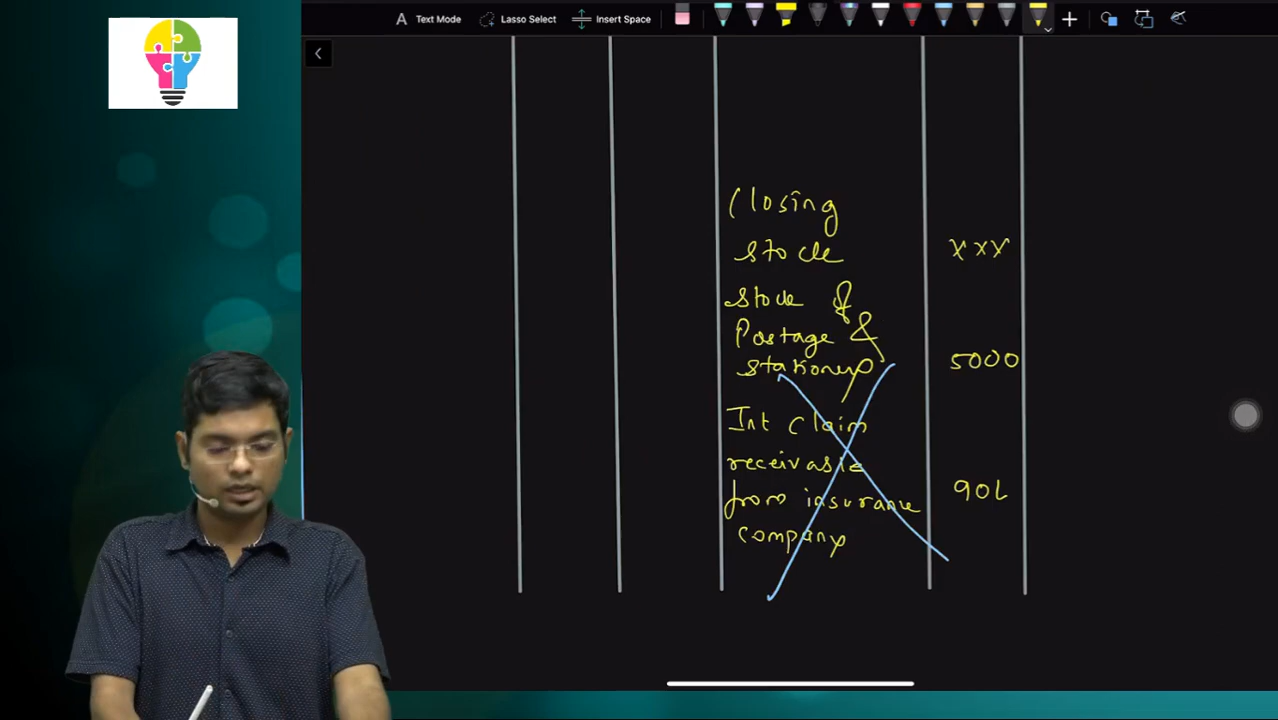 Text Mode
Lasso Select
Insert Space
Closing
stock
xxx
stock of
Postage &
stationery
5000
Int claim
receivable
from insurance
company
90L